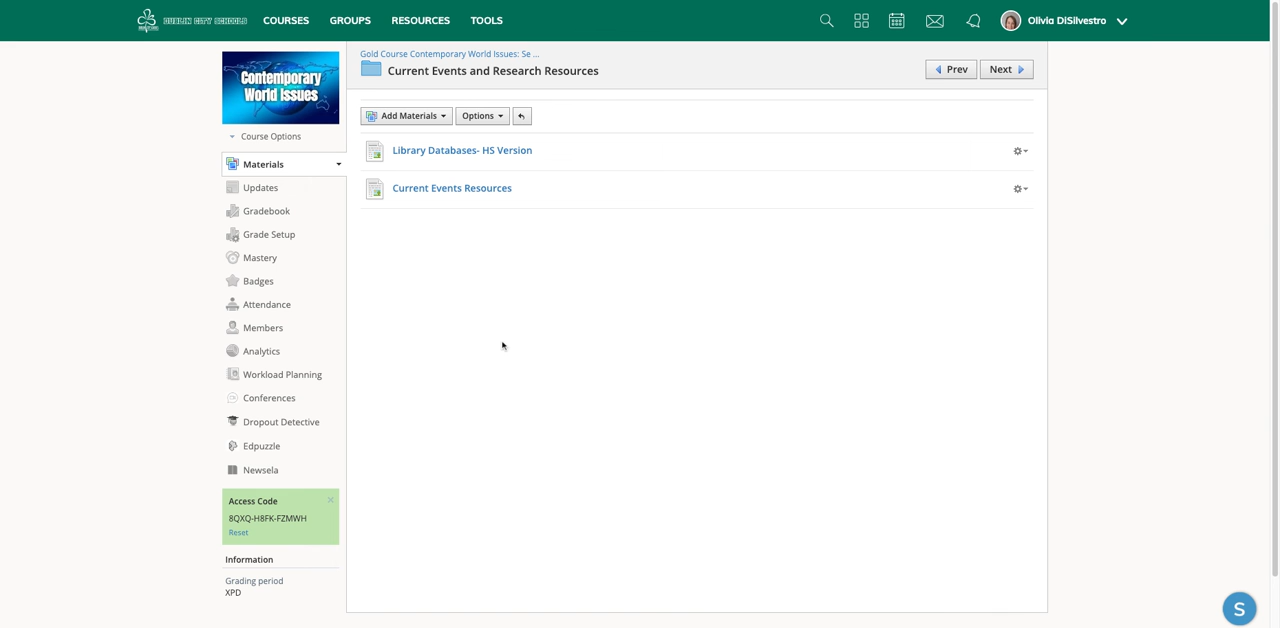 DUBLIN CITY SCHOOLS COURSES GROUPS RESOURCES TOOLS Olivia DiSilvestro
Contemporary
World Issues
Course Options
Materials
Updates
Gradebook
Grade Setup
Mastery
Badges
Attendance
Members
Analytics
Workload Planning
Conferences
Dropout Detective
Edpuzzle
Newsela
Access Code
8QXQ-H8FK-FZMWH
Reset
Information
Grading period
XPD
Gold Course Contemporary World Issues: Se ...
Current Events and Research Resources
Prev Next
Add Materials Options
Library Databases- HS Version
Current Events Resources
S